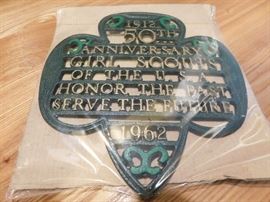 1912
50TH
ANNIVERSARY
GIRL SCOUTS
OF THE U.S.A
HONOR THE PAST
SERVE THE FUTURE
1962